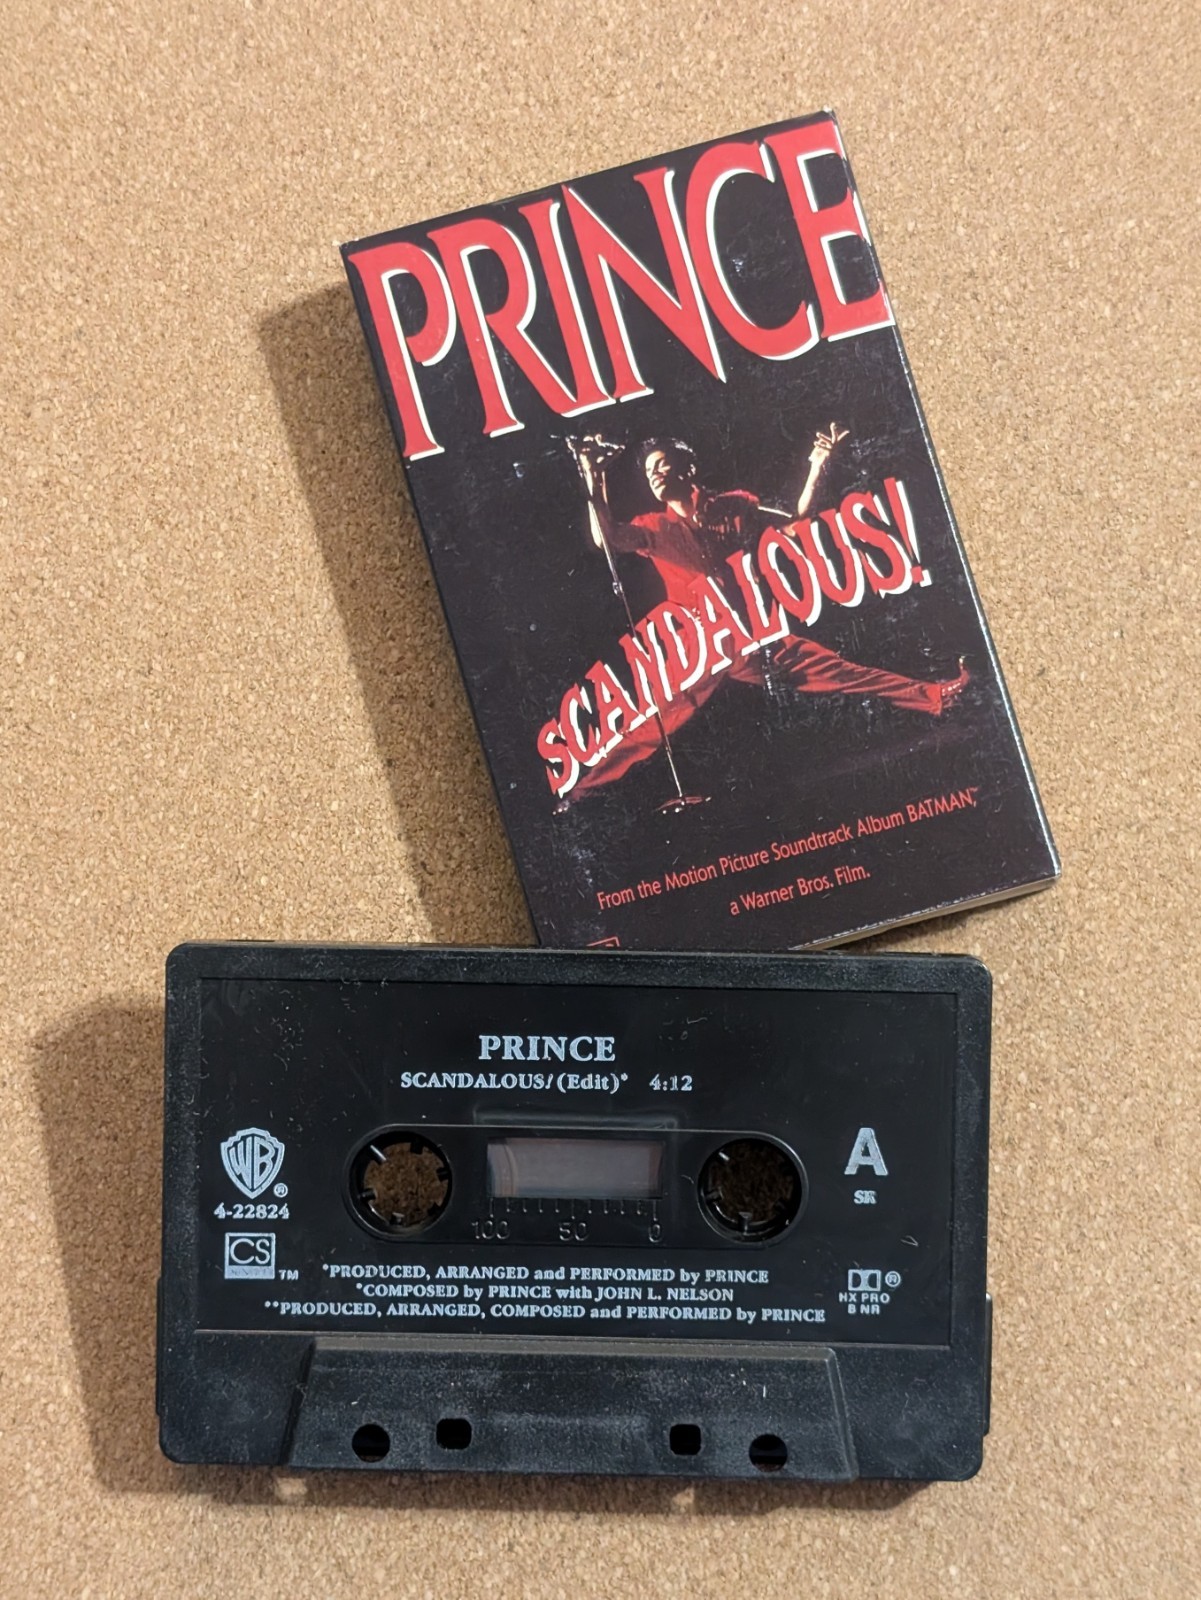 PRINCE
SCANDALOUS!
From the Motion Picture Soundtrack Album BATMAN,™
a Warner Bros. Film.
PRINCE
SCANDALOUS! (Edit)* 4:12
WB ®
4-22824
A
SR
100 50 0
CS
TM
*PRODUCED, ARRANGED and PERFORMED by PRINCE
*COMPOSED by PRINCE with JOHN L. NELSON
**PRODUCED, ARRANGED, COMPOSED and PERFORMED by PRINCE
®
HX PRO
B NR